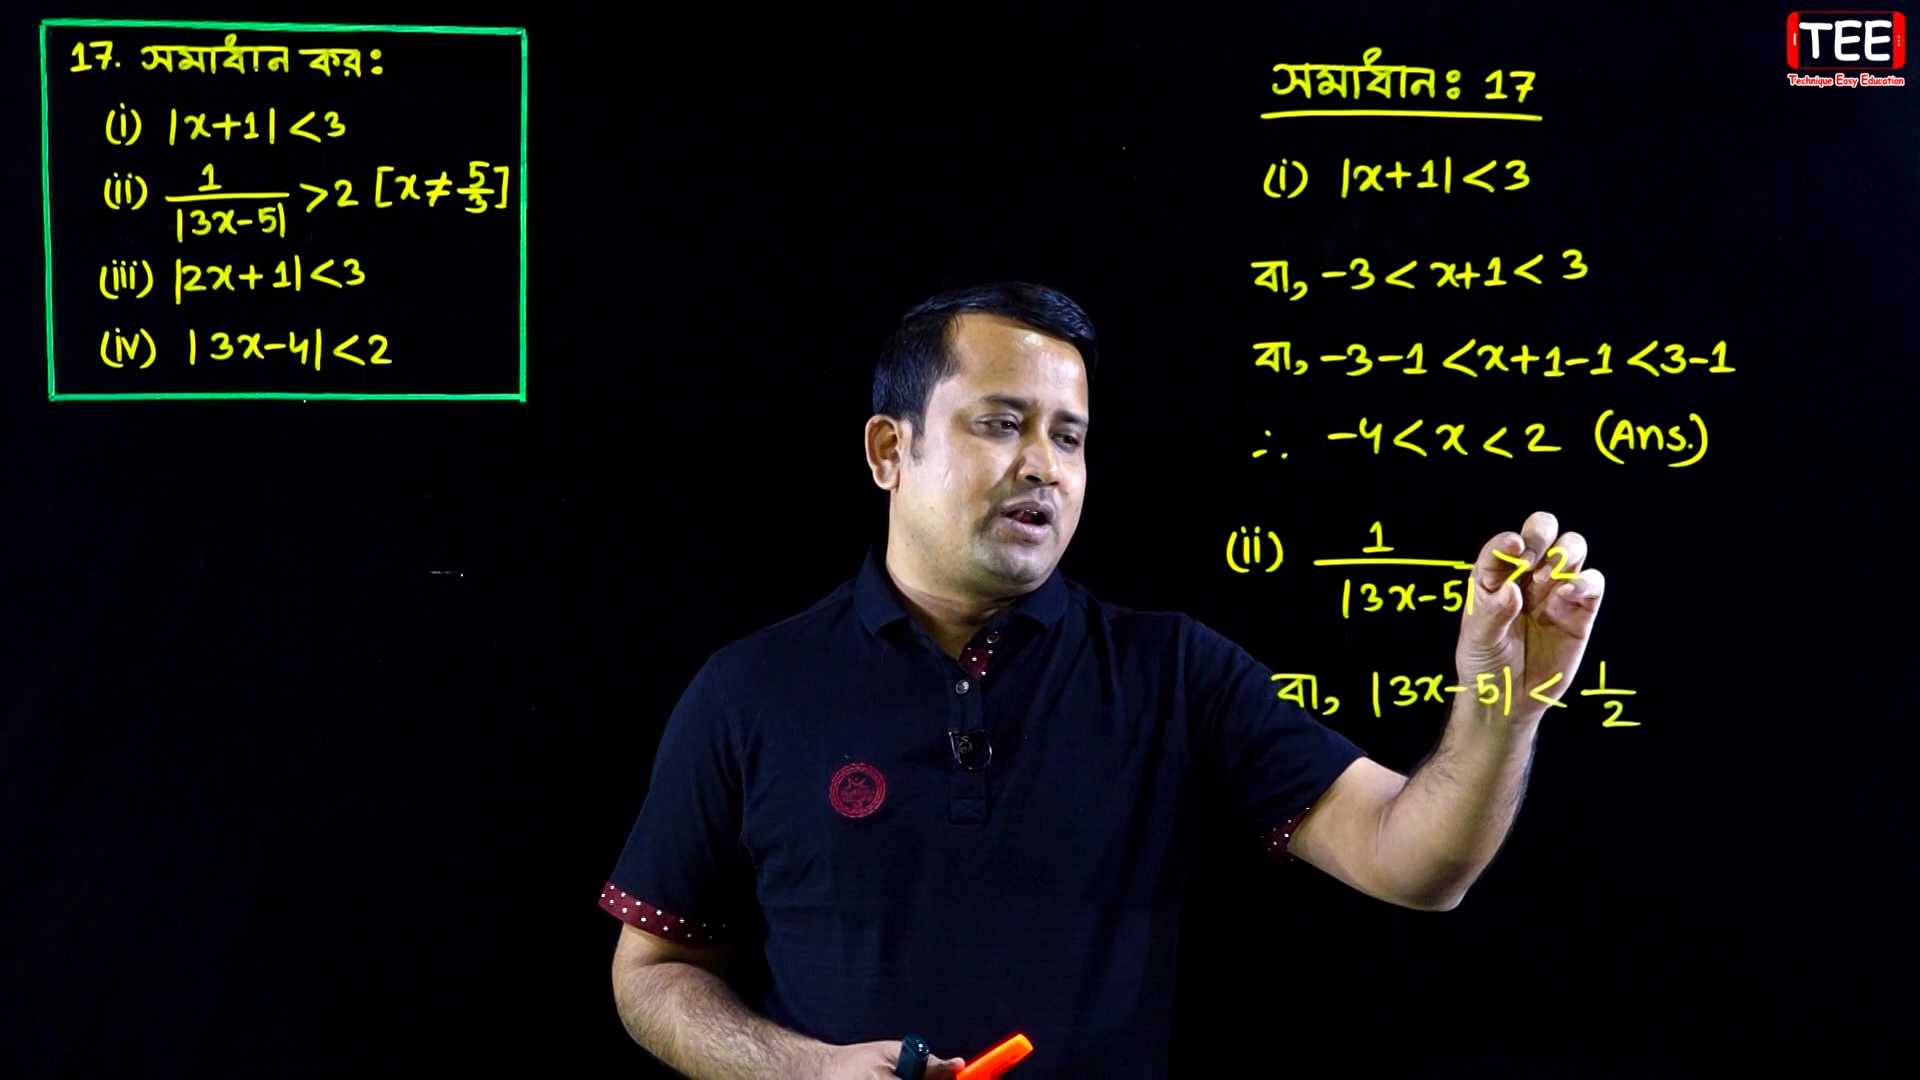 17. সমাধান কর:
(i) |x+1|<3
(ii) 1/|3x-5| >2 [x≠5/3]
(iii) |2x+1|<3
(iv) |3x-4|<2
TEE
Technique Easy Education
সমাধান: 17
(i) |x+1|<3
বা, -3< x+1< 3
বা, -3-1 <x+1-1 <3-1
∴ -4<x<2 (Ans.)
(ii) 1/|3x-5| >2
বা, |3x-5| < 1/2